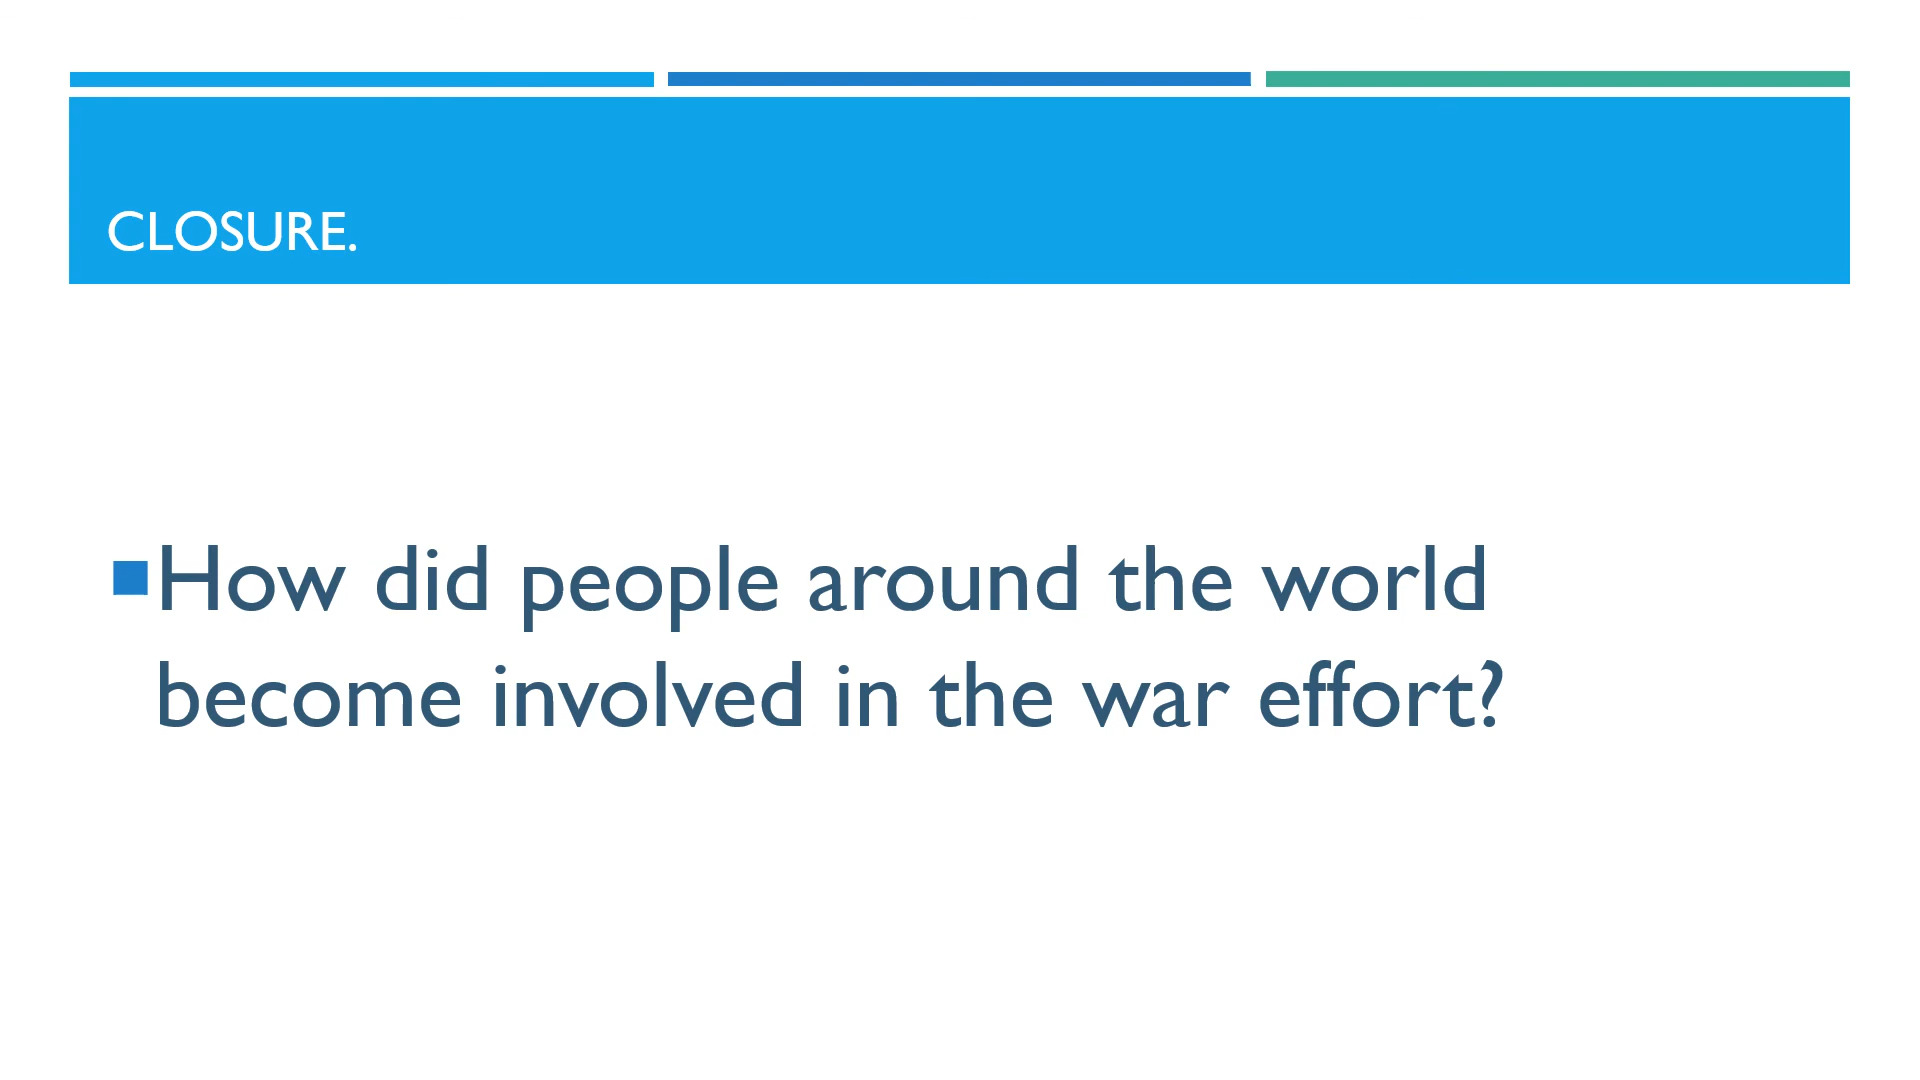 CLOSURE.
How did people around the world
become involved in the war effort?